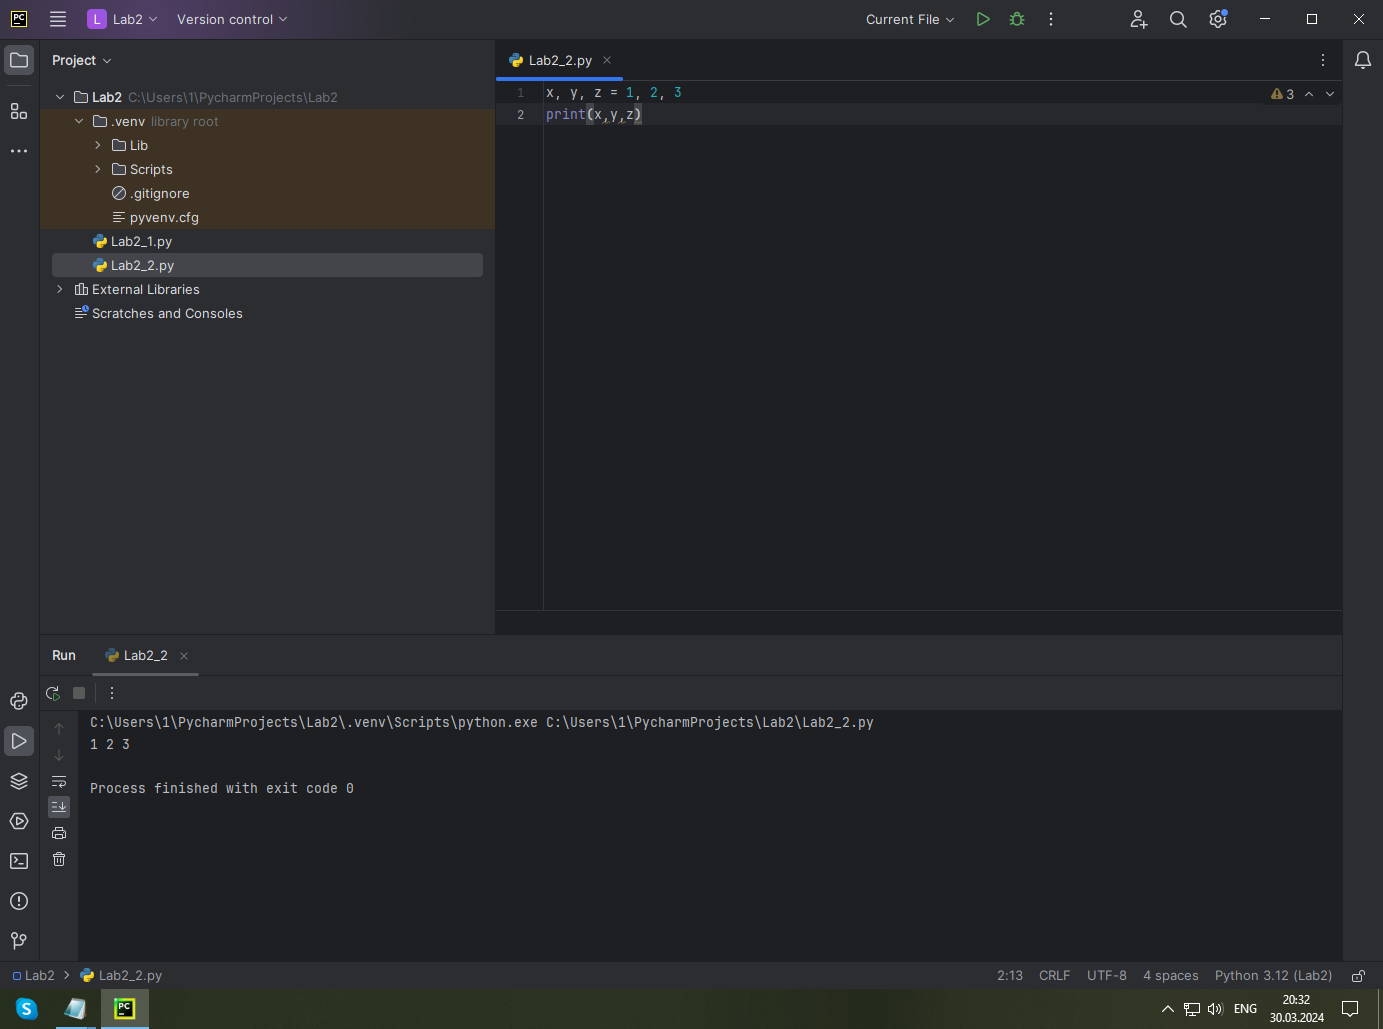 PC L Lab2 Version control Current File
Project
Lab2 C:\Users\1\PycharmProjects\Lab2
.venv library root
Lib
Scripts
.gitignore
pyvenv.cfg
Lab2_1.py
Lab2_2.py
External Libraries
Scratches and Consoles
Lab2_2.py
1 x, y, z = 1, 2, 3
2 print(x,y,z)
3
Run Lab2_2
C:\Users\1\PycharmProjects\Lab2\.venv\Scripts\python.exe C:\Users\1\PycharmProjects\Lab2\Lab2_2.py
1 2 3
Process finished with exit code 0
Lab2 > Lab2_2.py 2:13 CRLF UTF-8 4 spaces Python 3.12 (Lab2)
S PC ENG 20:32
30.03.2024